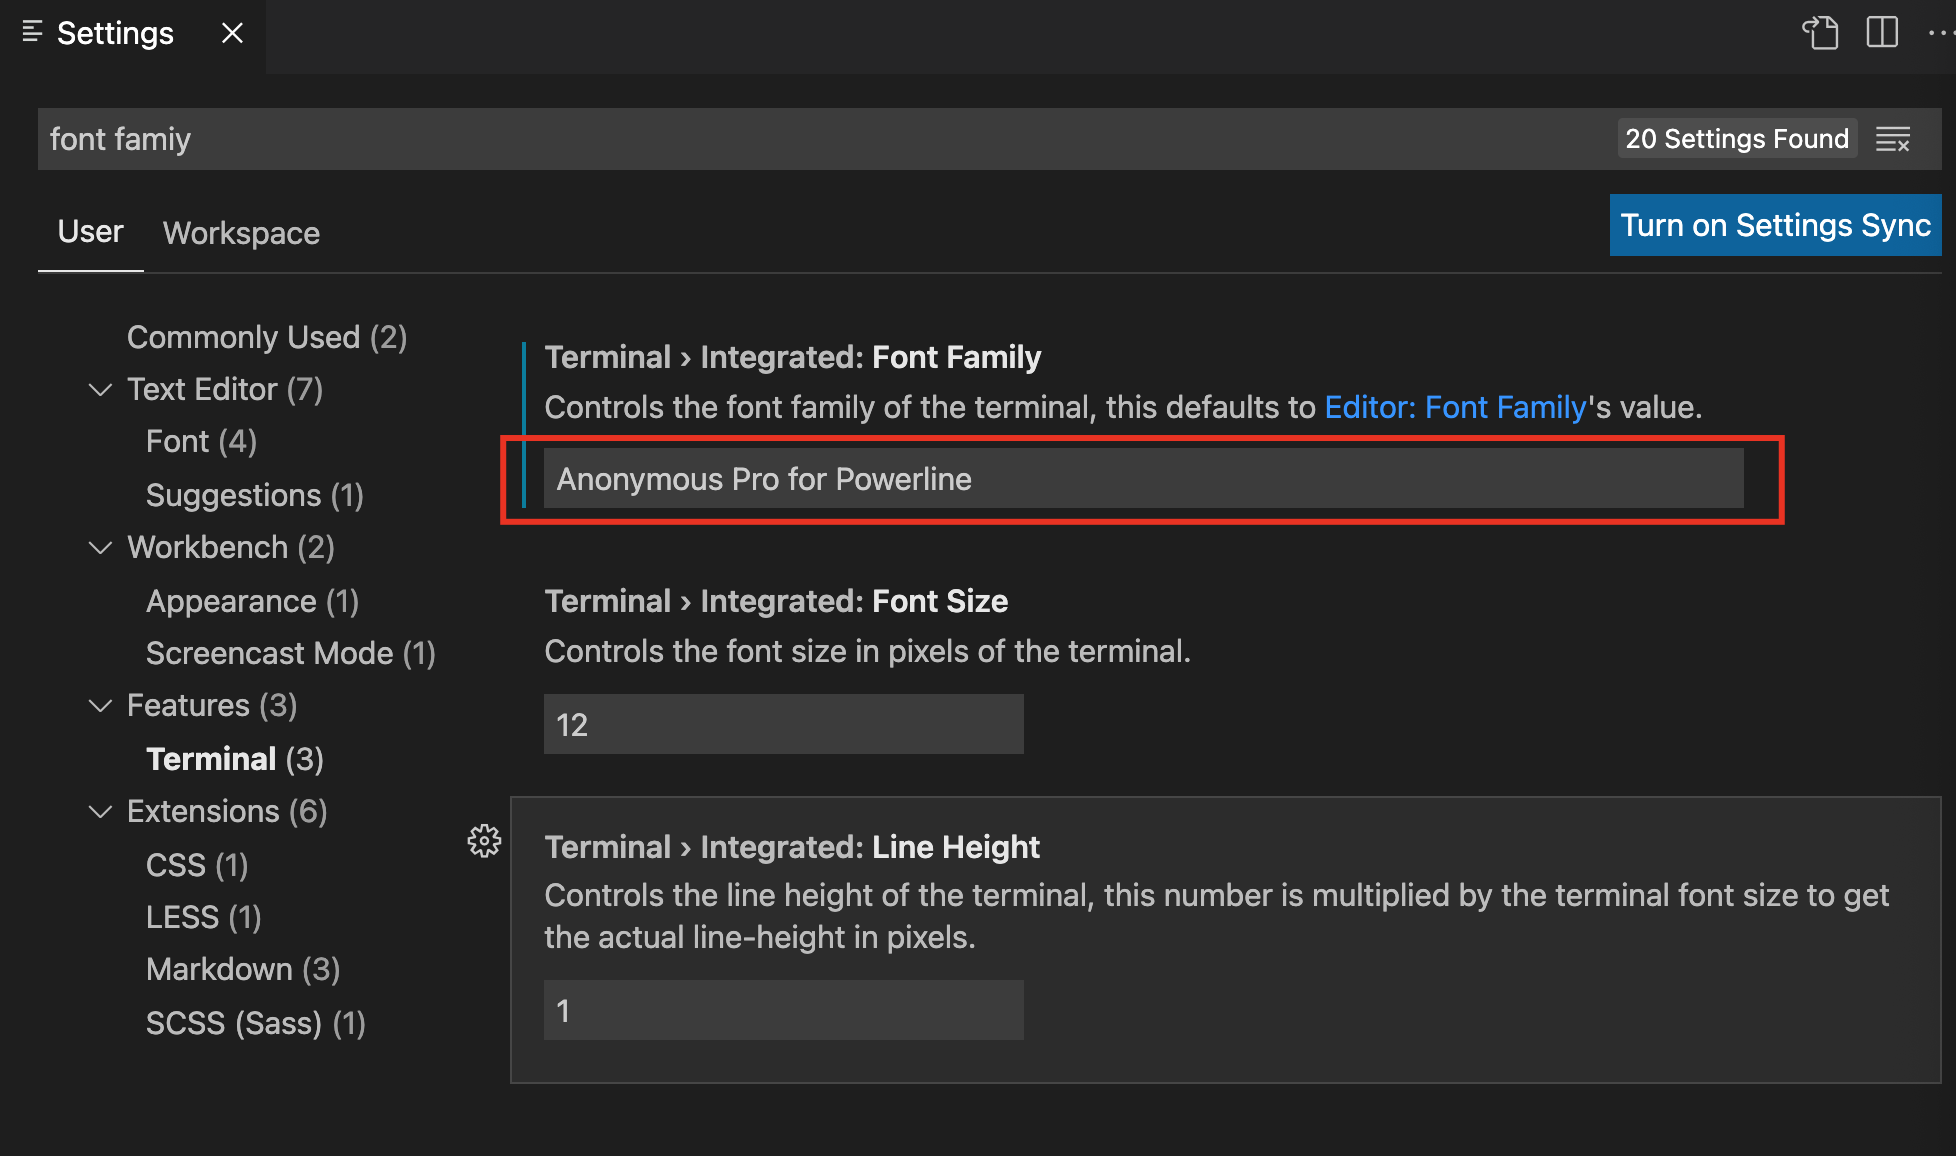 Settings
font famiy
20 Settings Found
User
Workspace
Turn on Settings Sync
Commonly Used (2)
Text Editor (7)
Font (4)
Suggestions (1)
Workbench (2)
Appearance (1)
Screencast Mode (1)
Features (3)
Terminal (3)
Extensions (6)
CSS (1)
LESS (1)
Markdown (3)
SCSS (Sass) (1)
Terminal › Integrated: Font Family
Controls the font family of the terminal, this defaults to Editor: Font Family's value.
Anonymous Pro for Powerline
Terminal › Integrated: Font Size
Controls the font size in pixels of the terminal.
12
Terminal › Integrated: Line Height
Controls the line height of the terminal, this number is multiplied by the terminal font size to get
the actual line-height in pixels.
1